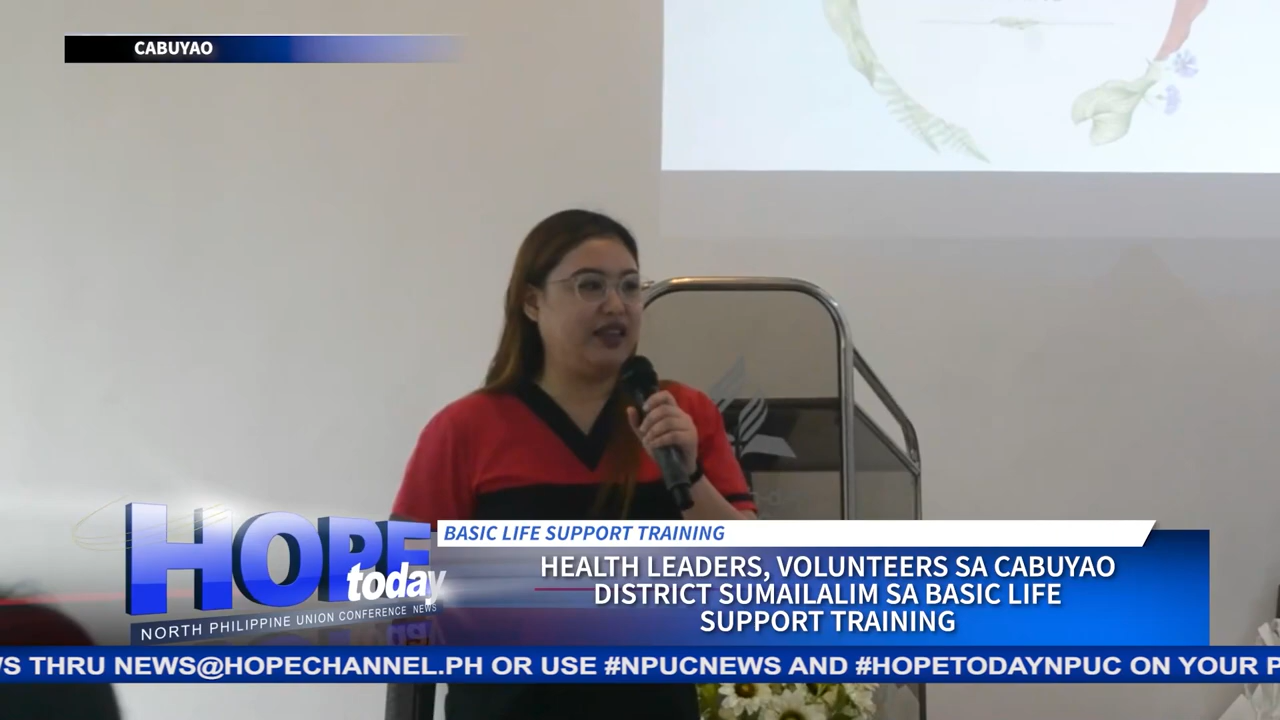 CABUYAO
HOPE
today
NORTH PHILIPPINE UNION CONFERENCE NEWS
BASIC LIFE SUPPORT TRAINING
HEALTH LEADERS, VOLUNTEERS SA CABUYAO
DISTRICT SUMAILALIM SA BASIC LIFE
SUPPORT TRAINING
THRU NEWS@HOPECHANNEL.PH OR USE #NPUCNEWS AND #HOPETODAYNPUC ON YOUR